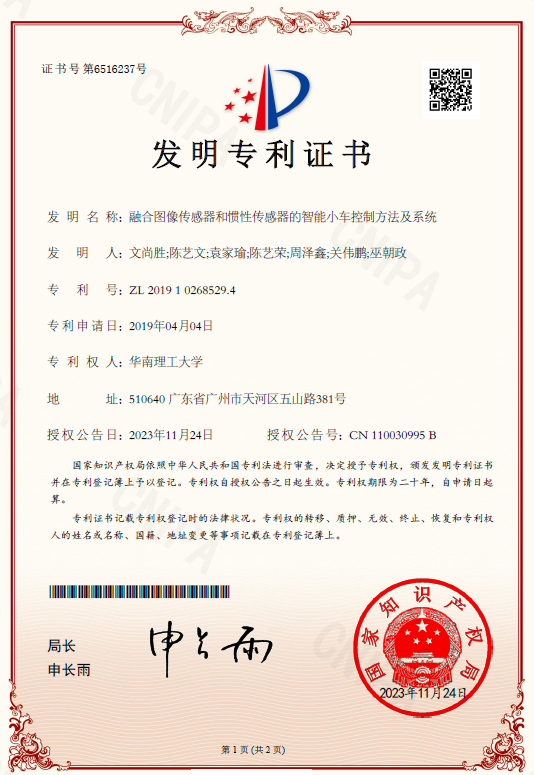 证书号第6516237号
发明专利证书
发 明 名 称：融合图像传感器和惯性传感器的智能小车控制方法及系统
发 明 人：文尚胜;陈艺文;袁家瑜;陈艺荣;周泽鑫;关伟鹏;巫朝政
专 利 号：ZL 2019 1 0268529.4
专利申请日：2019年04月04日
专 利 权 人：华南理工大学
地 址：510640 广东省广州市天河区五山路381号
授权公告日：2023年11月24日 授权公告号：CN 110030995 B
国家知识产权局依照中华人民共和国专利法进行审查，决定授予专利权，颁发发明专利证书
并在专利登记簿上予以登记。专利权自授权公告之日起生效。专利权期限为二十年，自申请日起
算。
专利证书记载专利权登记时的法律状况。专利权的转移、质押、无效、终止、恢复和专利权
人的姓名或名称、国籍、地址变更等事项记载在专利登记簿上。
局长
申长雨
申长雨
国家知识产权局
2023年11月24日
第 1 页 (共 2 页)
CNIPA
CNIPA
CNIPA
CNIPA